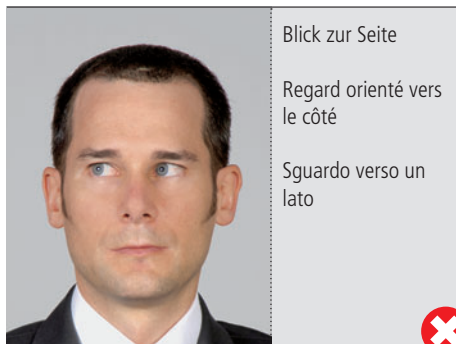 Blick zur Seite
Regard orienté vers
le côté
Sguardo verso un
lato